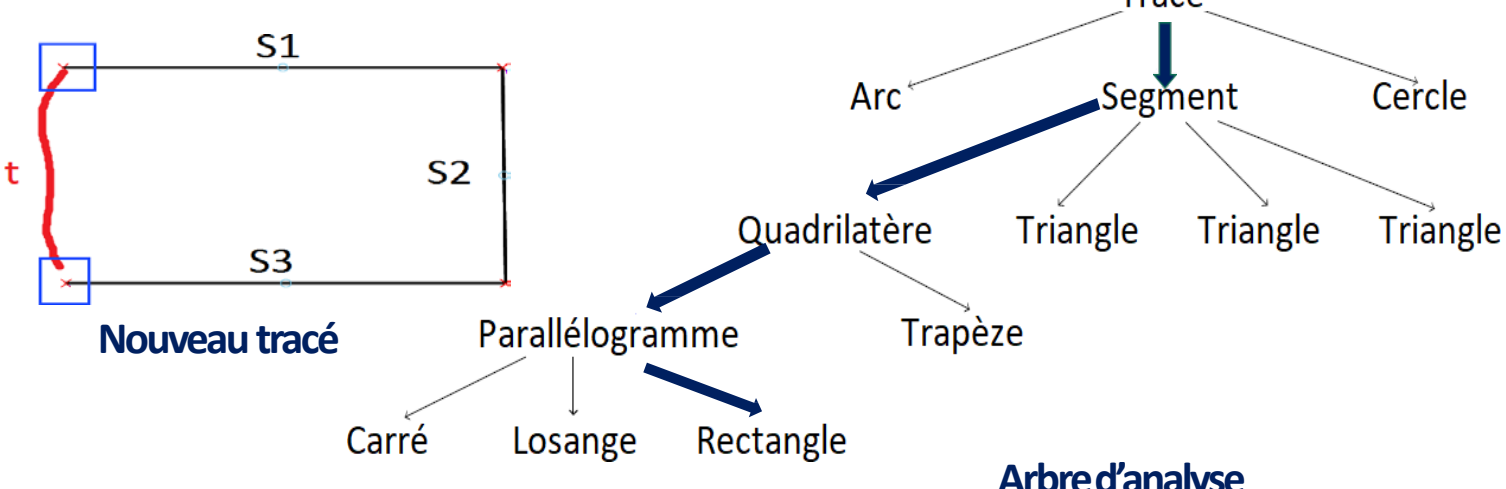 Tracé
S1
Arc Segment Cercle
t
S2
Quadrilatère Triangle Triangle Triangle
S3
Nouveau tracé
Parallélogramme Trapèze
Carré Losange Rectangle
Arbre d'analyse